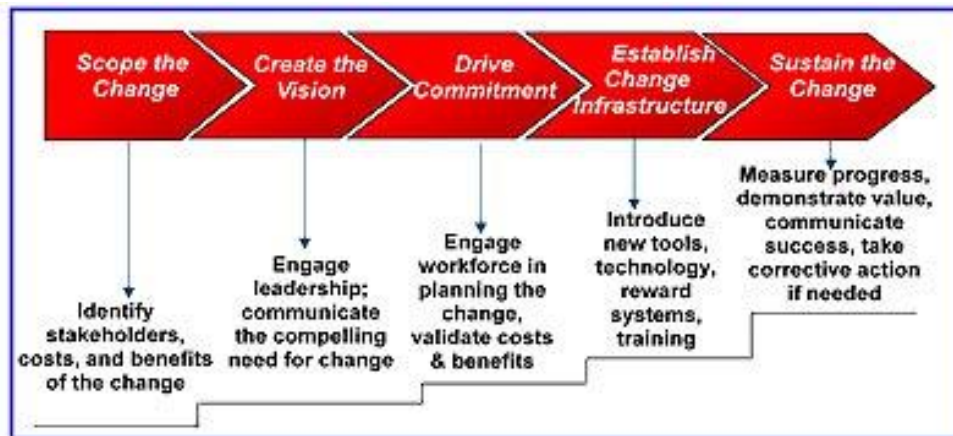 Scope the
Change
Create the
Vision
Drive
Commitment
Establish
Change
Infrastructure
Sustain the
Change
Identify
stakeholders,
costs, and benefits
of the change
Engage
leadership;
communicate
the compelling
need for change
Engage
workforce in
planning the
change,
validate costs
& benefits
Introduce
new tools,
technology,
reward
systems,
training
Measure progress,
demonstrate value,
communicate
success, take
corrective action
if needed